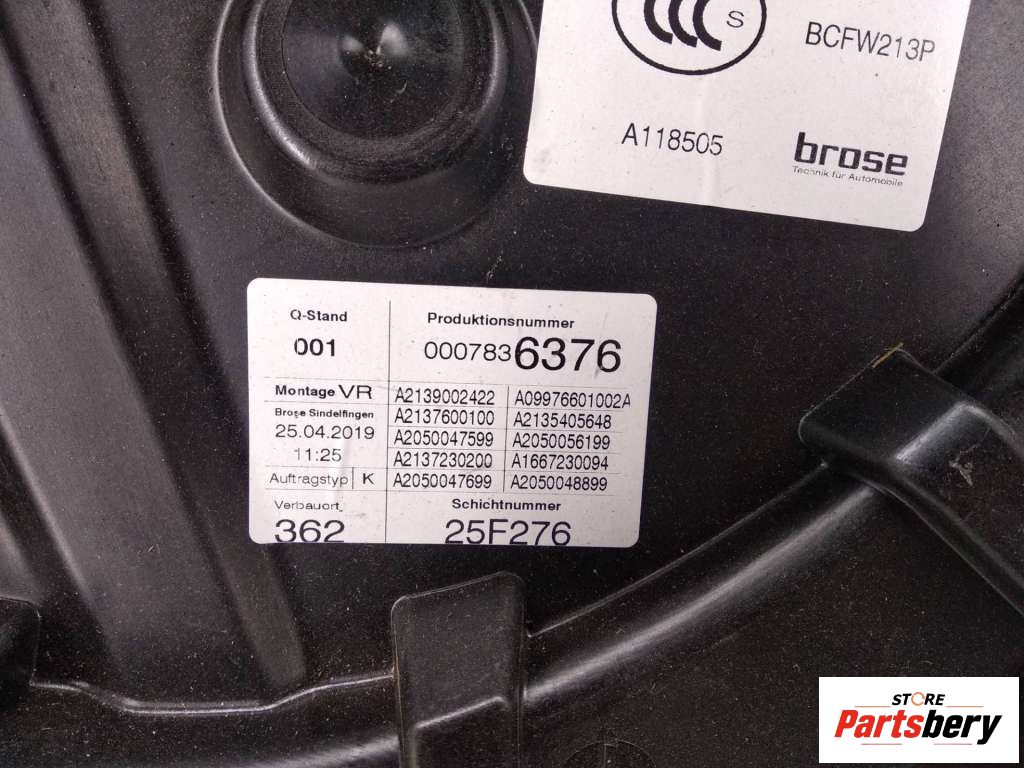 CCC S
BCFW213P
A118505
brose
Technik für Automobile
Q-Stand
001
Produktionsnummer
0007836376
Montage VR
Brose Sindelfingen
25.04.2019
11:25
Auftragstyp K
A2139002422 A09976601002A
A2137600100 A2135405648
A2050047599 A2050056199
A2137230200 A1667230094
A2050047699 A2050048899
Verbauort
362
Schichtnummer
25F276
STORE
Partsbery